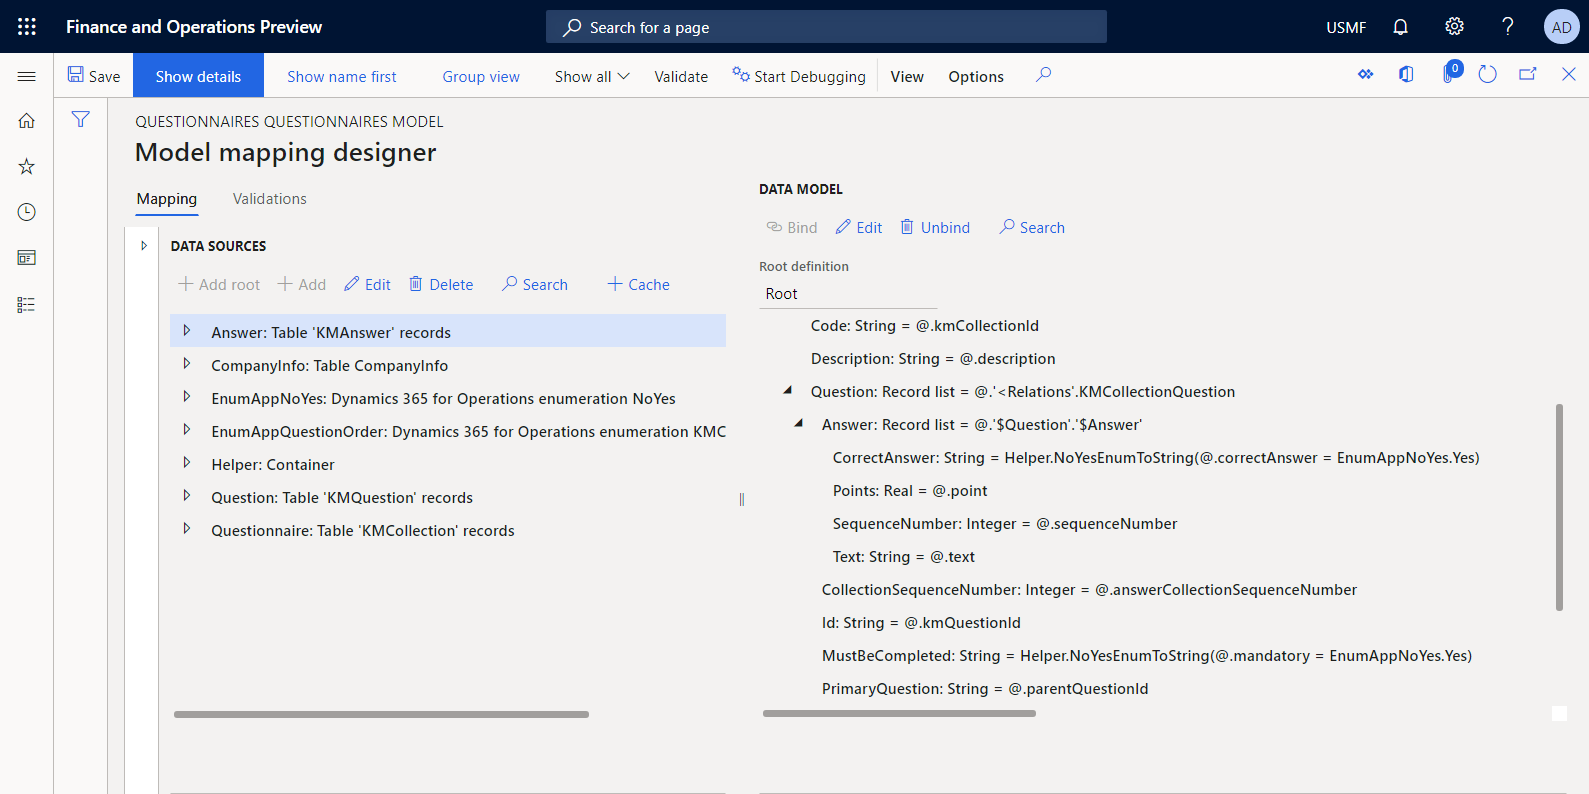 Finance and Operations Preview
Search for a page
USMF
?
AD
Save
Show details
Show name first
Group view
Show all
Validate
Start Debugging
View
Options
0
QUESTIONNAIRES QUESTIONNAIRES MODEL
Model mapping designer
Mapping
Validations
DATA SOURCES
Add root
Add
Edit
Delete
Search
Cache
Answer: Table 'KMAnswer' records
CompanyInfo: Table CompanyInfo
EnumAppNoYes: Dynamics 365 for Operations enumeration NoYes
EnumAppQuestionOrder: Dynamics 365 for Operations enumeration KMC
Helper: Container
Question: Table 'KMQuestion' records
Questionnaire: Table 'KMCollection' records
DATA MODEL
Bind
Edit
Unbind
Search
Root definition
Root
Code: String = @.kmCollectionId
Description: String = @.description
Question: Record list = @.'<Relations'.KMCollectionQuestion
Answer: Record list = @.'$Question'.'$Answer'
CorrectAnswer: String = Helper.NoYesEnumToString(@.correctAnswer = EnumAppNoYes.Yes)
Points: Real = @.point
SequenceNumber: Integer = @.sequenceNumber
Text: String = @.text
CollectionSequenceNumber: Integer = @.answerCollectionSequenceNumber
Id: String = @.kmQuestionId
MustBeCompleted: String = Helper.NoYesEnumToString(@.mandatory = EnumAppNoYes.Yes)
PrimaryQuestion: String = @.parentQuestionId